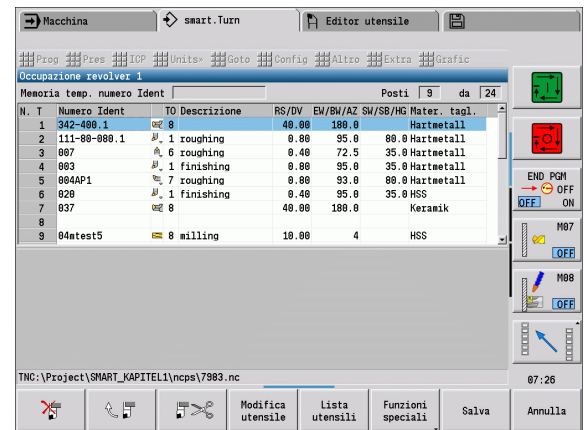 Macchina smart.Turn Editor utensile
Prog Pres ICP Units» Goto Config Altro Extra Grafic
Occupazione revolver 1
Memoria temp. numero Ident Posti 9 da 24
N. T Numero Ident TO Descrizione RS/DV EW/BW/AZ SW/SB/HG Mater. tagl.
1 342-400.1 8 40.00 180.0 Hartmetall
2 111-80-080.1 1 roughing 0.80 95.0 80.0 Hartmetall
3 007 6 roughing 0.40 72.5 35.0 Hartmetall
4 003 1 finishing 0.80 95.0 35.0 Hartmetall
5 004AP1 7 roughing 0.80 93.0 80.0 Hartmetall
6 020 1 finishing 0.40 95.0 35.0 HSS
7 037 8 40.00 180.0 Keramik
8
9 04mtest5 8 milling 10.00 4 HSS
END PGM
OFF
OFF ON
M07
OFF
M08
OFF
TNC:\Project\SMART_KAPITEL1\ncps\7983.nc
07:26
Modifica utensile
Lista utensili
Funzioni speciali
Salva
Annulla